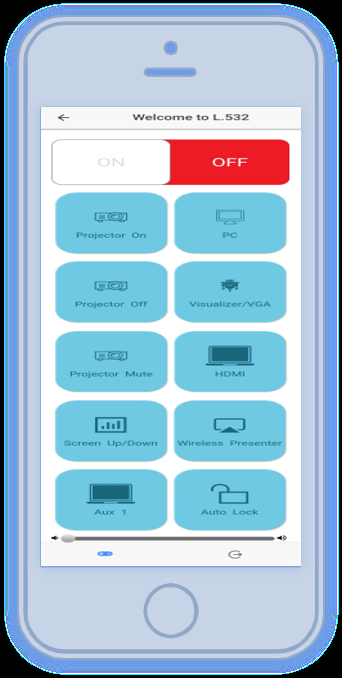 Welcome to L.532
ON
OFF
Projector On
PC
Projector Off
Visualizer/VGA
Projector Mute
HDMI
Screen Up/Down
Wireless Presenter
Aux 1
Auto Lock